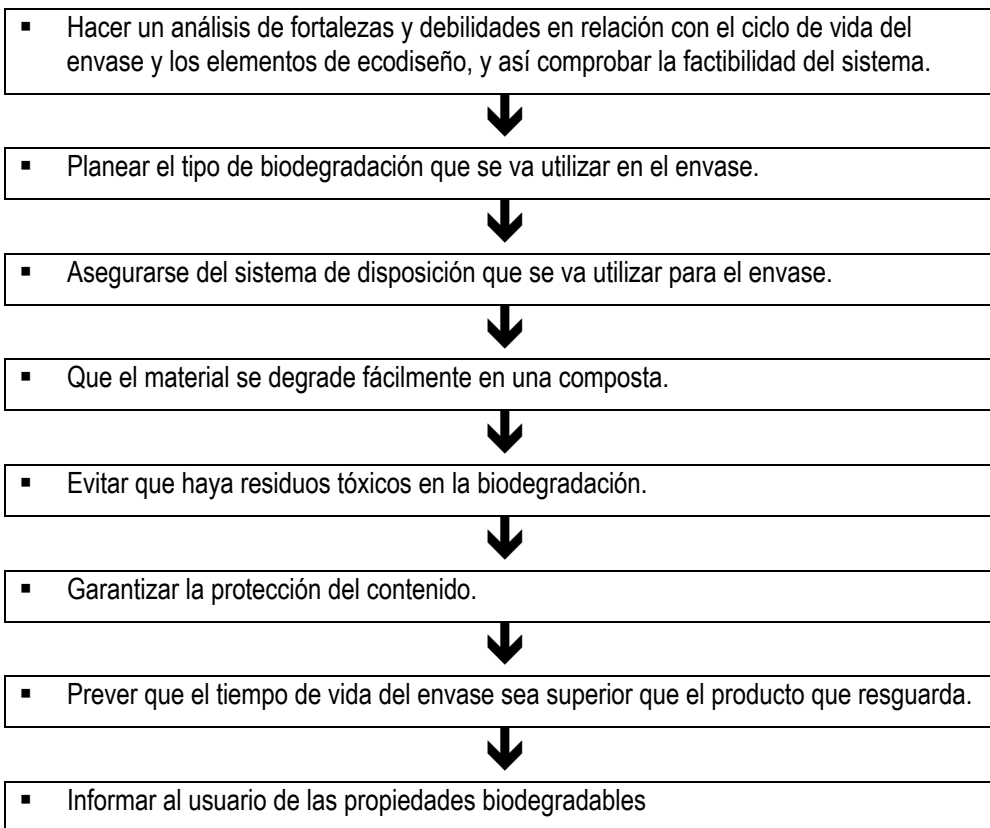 ▪ Hacer un análisis de fortalezas y debilidades en relación con el ciclo de vida del
envase y los elementos de ecodiseño, y así comprobar la factibilidad del sistema.
▪ Planear el tipo de biodegradación que se va utilizar en el envase.
▪ Asegurarse del sistema de disposición que se va utilizar para el envase.
▪ Que el material se degrade fácilmente en una composta.
▪ Evitar que haya residuos tóxicos en la biodegradación.
▪ Garantizar la protección del contenido.
▪ Prever que el tiempo de vida del envase sea superior que el producto que resguarda.
▪ Informar al usuario de las propiedades biodegradables